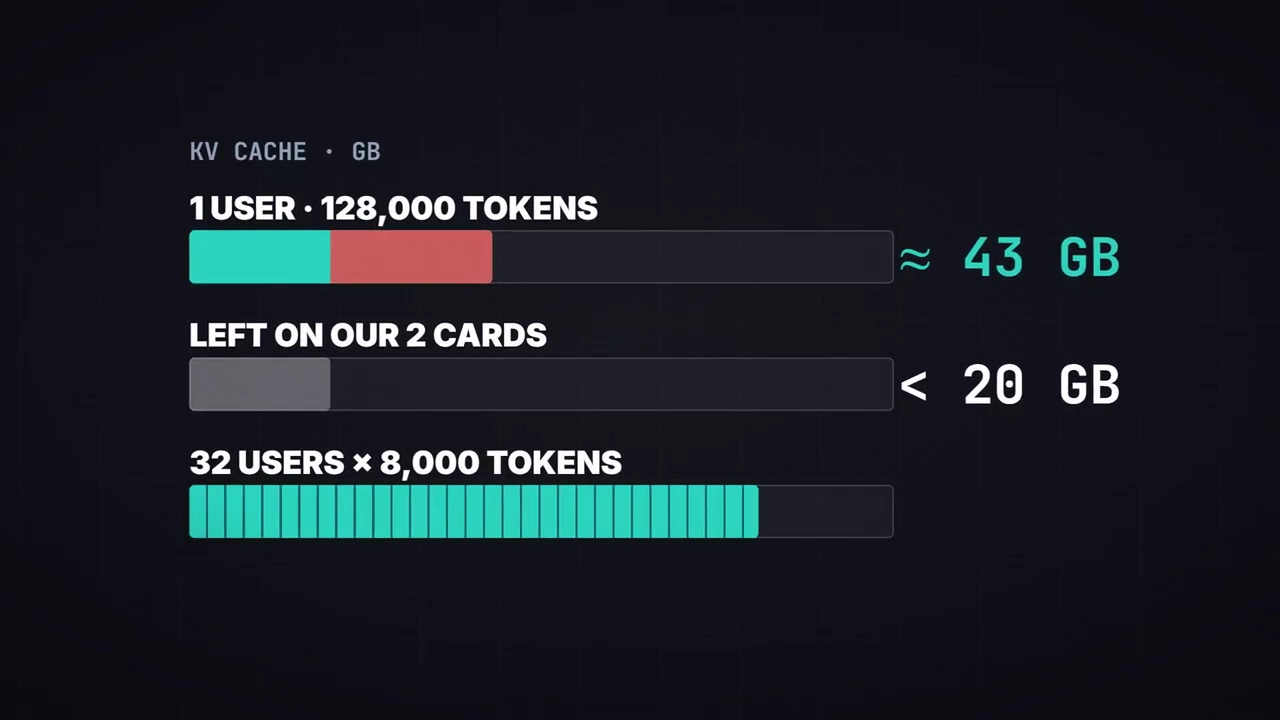 KV CACHE · GB
1 USER · 128,000 TOKENS
≈ 43 GB
LEFT ON OUR 2 CARDS
< 20 GB
32 USERS × 8,000 TOKENS